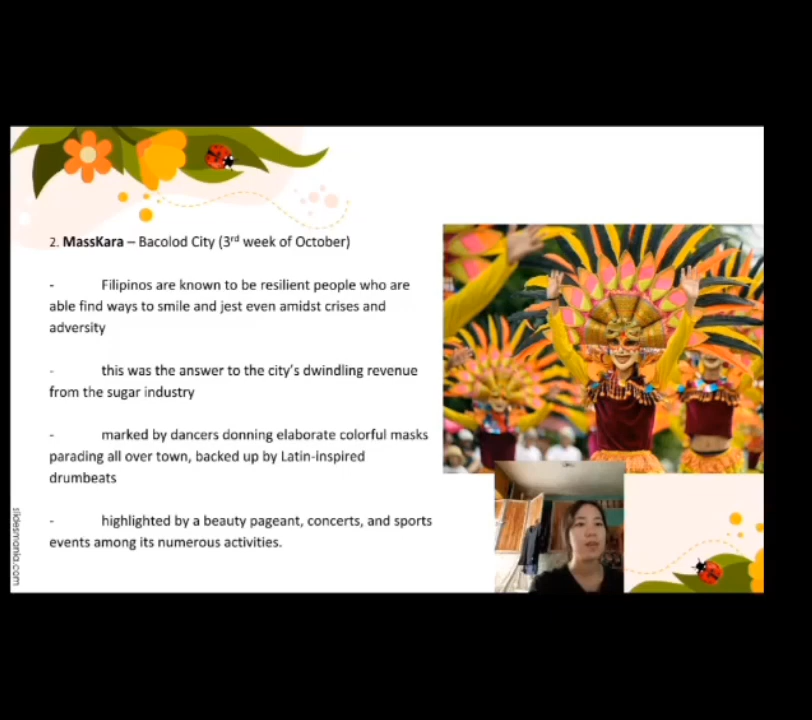 2. MassKara – Bacolod City (3rd week of October)
- Filipinos are known to be resilient people who are
able find ways to smile and jest even amidst crises and
adversity
- this was the answer to the city's dwindling revenue
from the sugar industry
- marked by dancers donning elaborate colorful masks
parading all over town, backed up by Latin-inspired
drumbeats
- highlighted by a beauty pageant, concerts, and sports
events among its numerous activities.
slidesmania.com